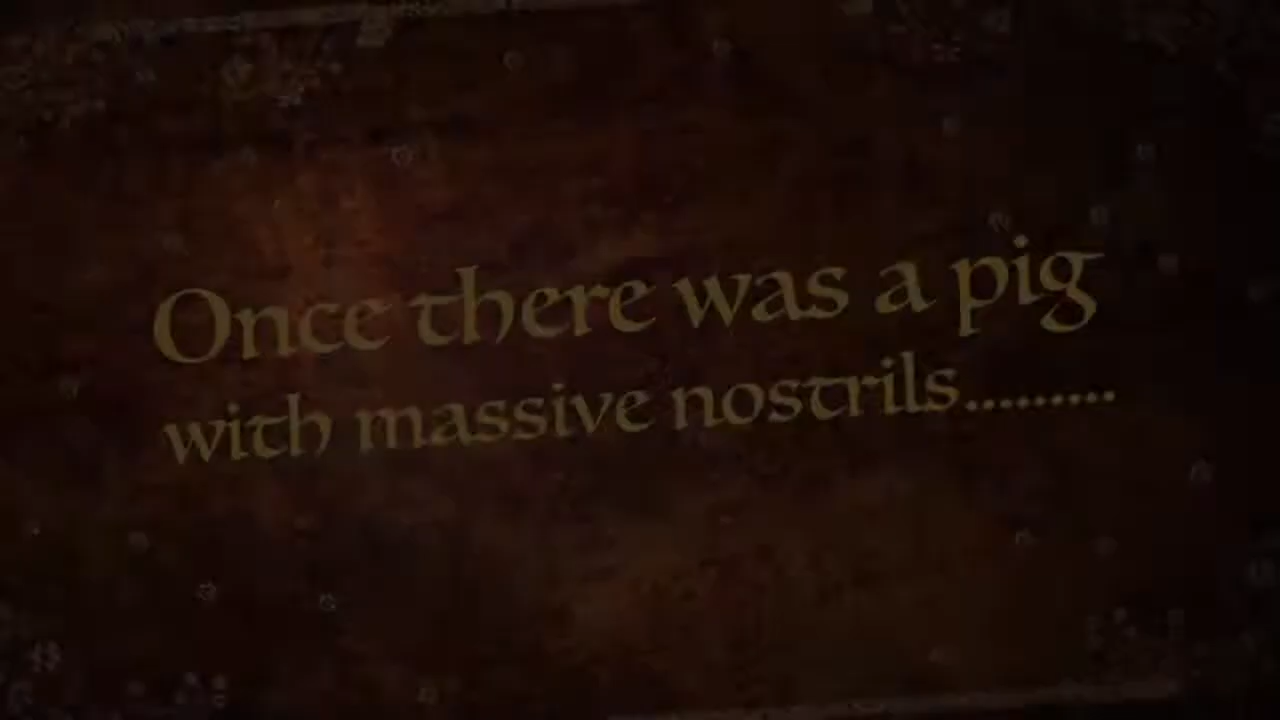 Once there was a pig
with massive nostrils.........